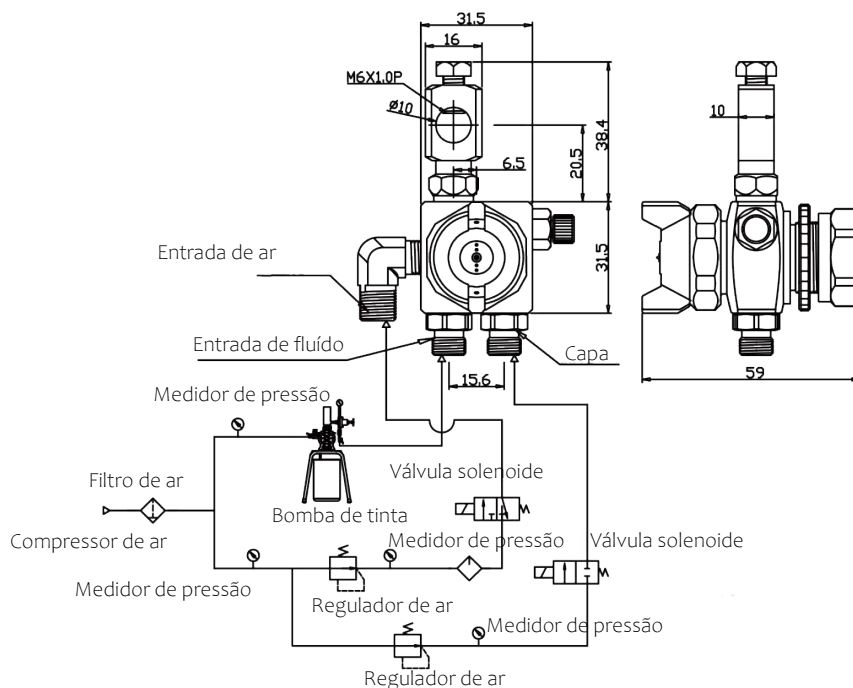 31.5
16
M6X1.0P
Ø10
6.5
20.5
38.4
31.5
10
59
15.6
Entrada de ar
Entrada de fluído
Capa
Medidor de pressão
Válvula solenoide
Filtro de ar
Bomba de tinta
Compressor de ar
Medidor de pressão
Medidor de pressão
Válvula solenoide
Regulador de ar
Medidor de pressão
Regulador de ar